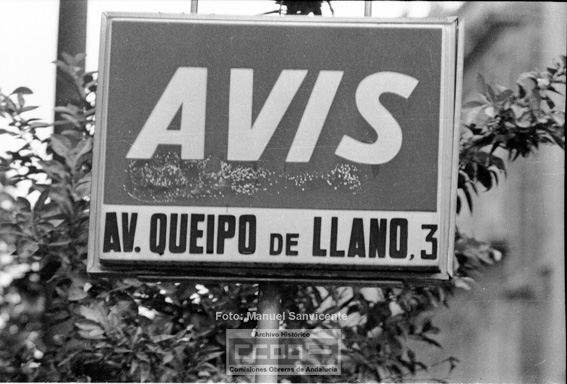 AVIS
AV. QUEIPO DE LLANO, 3
Foto: Manuel Sanvicente
Archivo Histórico
Comisiones Obreras de Andalucía